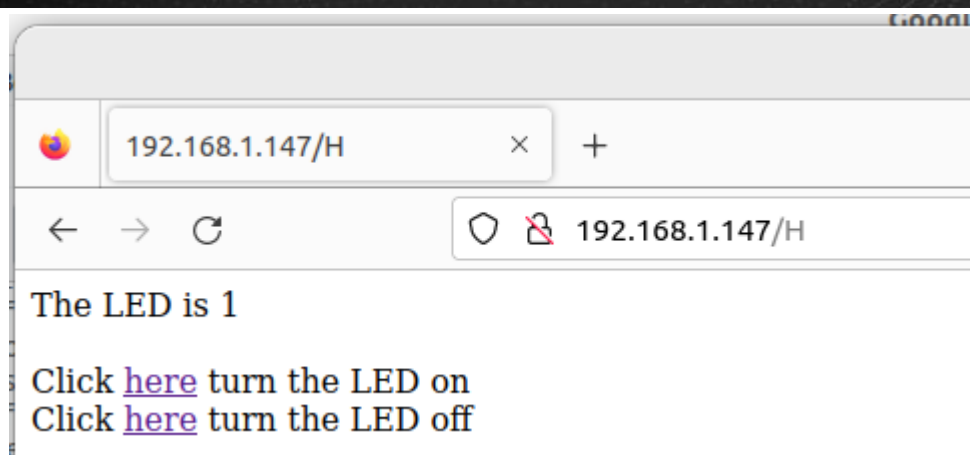 192.168.1.147/H
192.168.1.147/H
The LED is 1
Click here turn the LED on
Click here turn the LED off